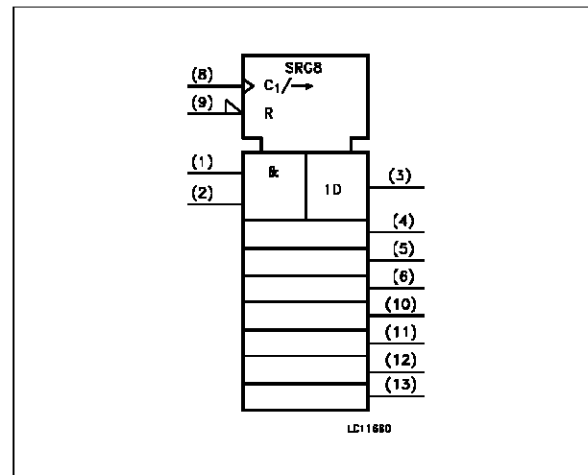 SRG8
(8) C1/→
(9) R
(1) & 1D (3)
(2)
(4)
(5)
(6)
(10)
(11)
(12)
(13)
LC11680